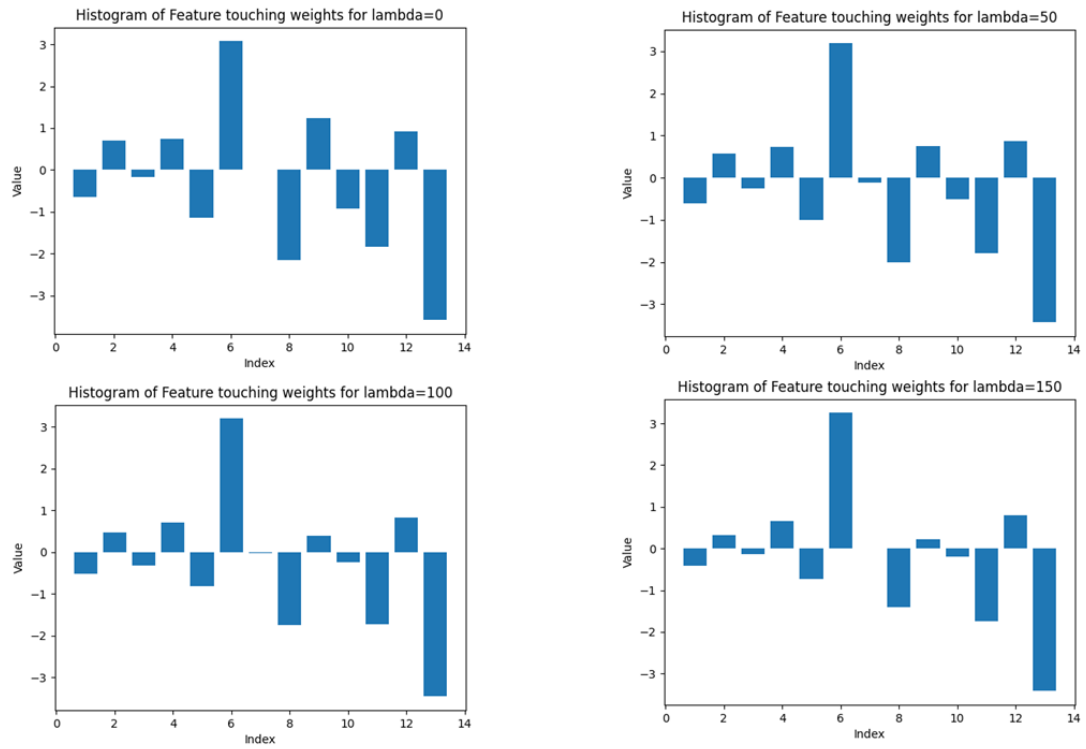 Histogram of Feature touching weights for lambda=0
3
2
1
0
−1
−2
−3
Value
0 2 4 6 8 10 12 14
Index
Histogram of Feature touching weights for lambda=50
3
2
1
0
−1
−2
−3
Value
0 2 4 6 8 10 12 14
Index
Histogram of Feature touching weights for lambda=100
3
2
1
0
−1
−2
−3
Value
0 2 4 6 8 10 12 14
Index
Histogram of Feature touching weights for lambda=150
3
2
1
0
−1
−2
−3
Value
0 2 4 6 8 10 12 14
Index